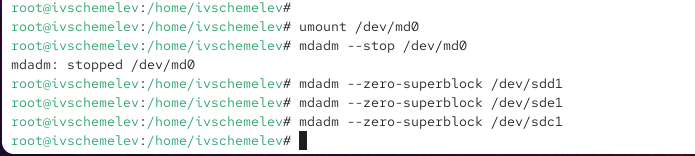 root@ivschemelev:/home/ivschemelev#
root@ivschemelev:/home/ivschemelev# umount /dev/md0
root@ivschemelev:/home/ivschemelev# mdadm --stop /dev/md0
mdadm: stopped /dev/md0
root@ivschemelev:/home/ivschemelev# mdadm --zero-superblock /dev/sdd1
root@ivschemelev:/home/ivschemelev# mdadm --zero-superblock /dev/sde1
root@ivschemelev:/home/ivschemelev# mdadm --zero-superblock /dev/sdc1
root@ivschemelev:/home/ivschemelev#